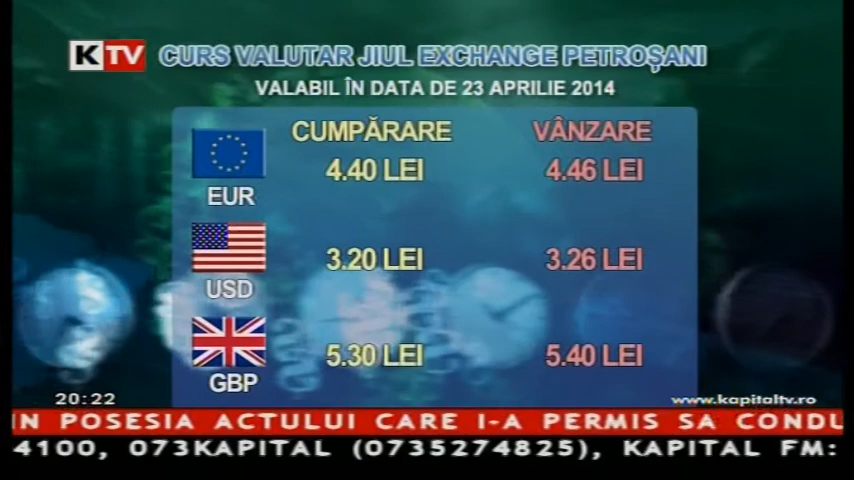 KTV CURS VALUTAR JIUL EXCHANGE PETROȘANI
VALABIL ÎN DATA DE 23 APRILIE 2014
CUMPĂRARE VÂNZARE
4.40 LEI 4.46 LEI
EUR
3.20 LEI 3.26 LEI
USD
5.30 LEI 5.40 LEI
GBP
20:22 www.kapitaltv.ro
IN POSESIA ACTULUI CARE I-A PERMIS SA CONDU
4100, 073KAPITAL (0735274825), KAPITAL FM: